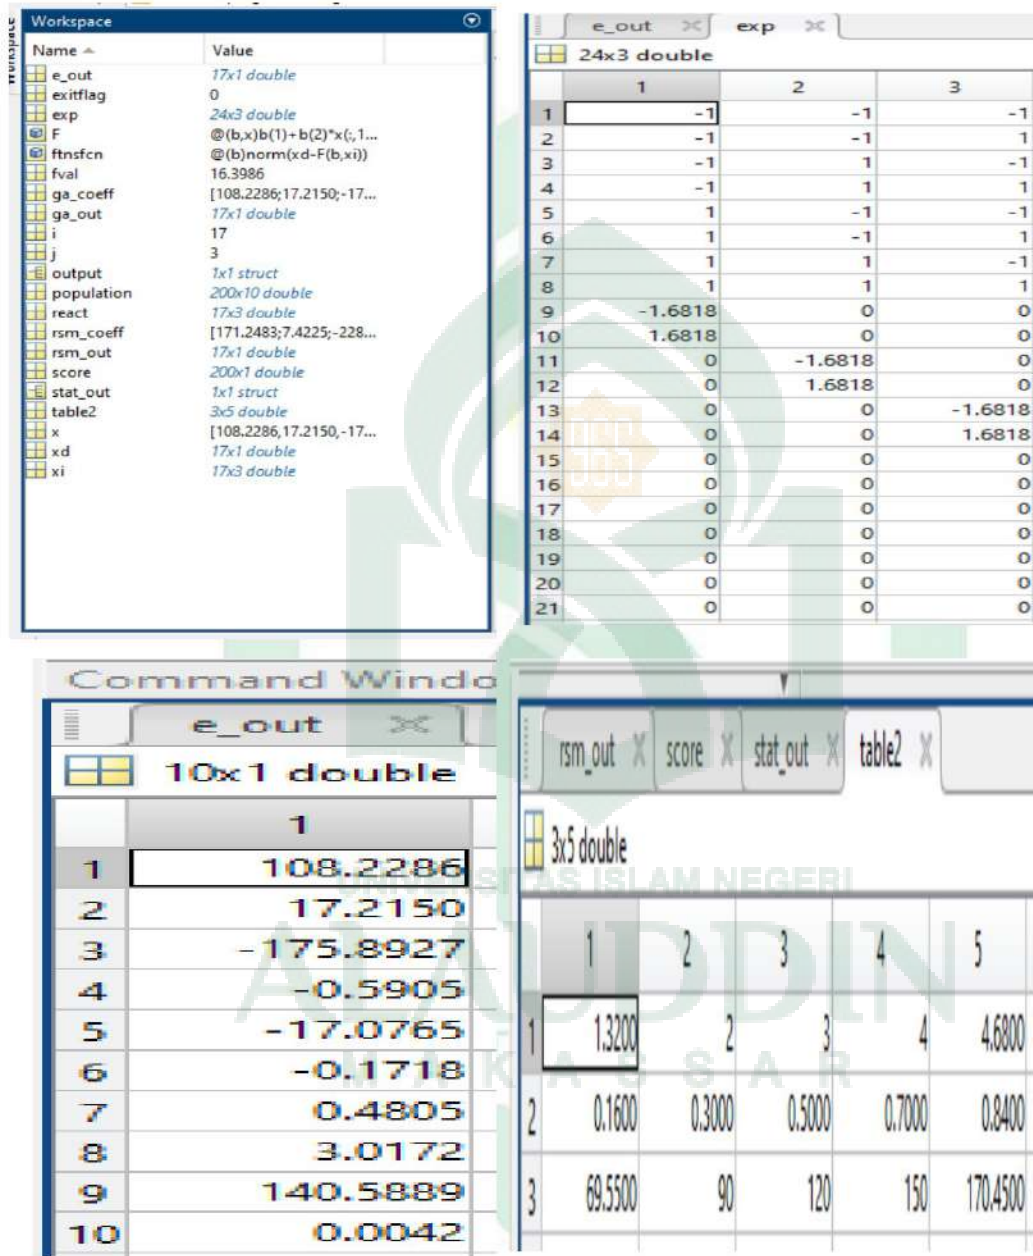 Workspace
Workspace
Name Value
e_out 17x1 double
exitflag 0
exp 24x3 double
F @(b,x)b(1)+b(2)*x(:,1...
ftnsfcn @(b)norm(xd-F(b,xi))
fval 16.3986
ga_coeff [108.2286;17.2150;-17...
ga_out 17x1 double
i 17
j 3
output 1x1 struct
population 200x10 double
react 17x3 double
rsm_coeff [171.2483;7.4225;-228...
rsm_out 17x1 double
score 200x1 double
stat_out 1x1 struct
table2 3x5 double
x [108.2286,17.2150,-17...
xd 17x1 double
xi 17x3 double
e_out exp
24x3 double
1 2 3
1 -1 -1 -1
2 -1 -1 1
3 -1 1 -1
4 -1 1 1
5 1 -1 -1
6 1 -1 1
7 1 1 -1
8 1 1 1
9 -1.6818 0 0
10 1.6818 0 0
11 0 -1.6818 0
12 0 1.6818 0
13 0 0 -1.6818
14 0 0 1.6818
15 0 0 0
16 0 0 0
17 0 0 0
18 0 0 0
19 0 0 0
20 0 0 0
21 0 0 0
Command Windo
e_out
10x1 double
1
1 108.2286
2 17.2150
3 -175.8927
4 -0.5905
5 -17.0765
6 -0.1718
7 0.4805
8 3.0172
9 140.5889
10 0.0042
rsm_out score stat_out table2
3x5 double
1 2 3 4 5
1 1.3200 2 3 4 4.6800
2 0.1600 0.3000 0.5000 0.7000 0.8400
3 69.5500 90 120 150 170.4500
UNIVERSITAS ISLAM NEGERI
ALAUDDIN
MAKASSAR